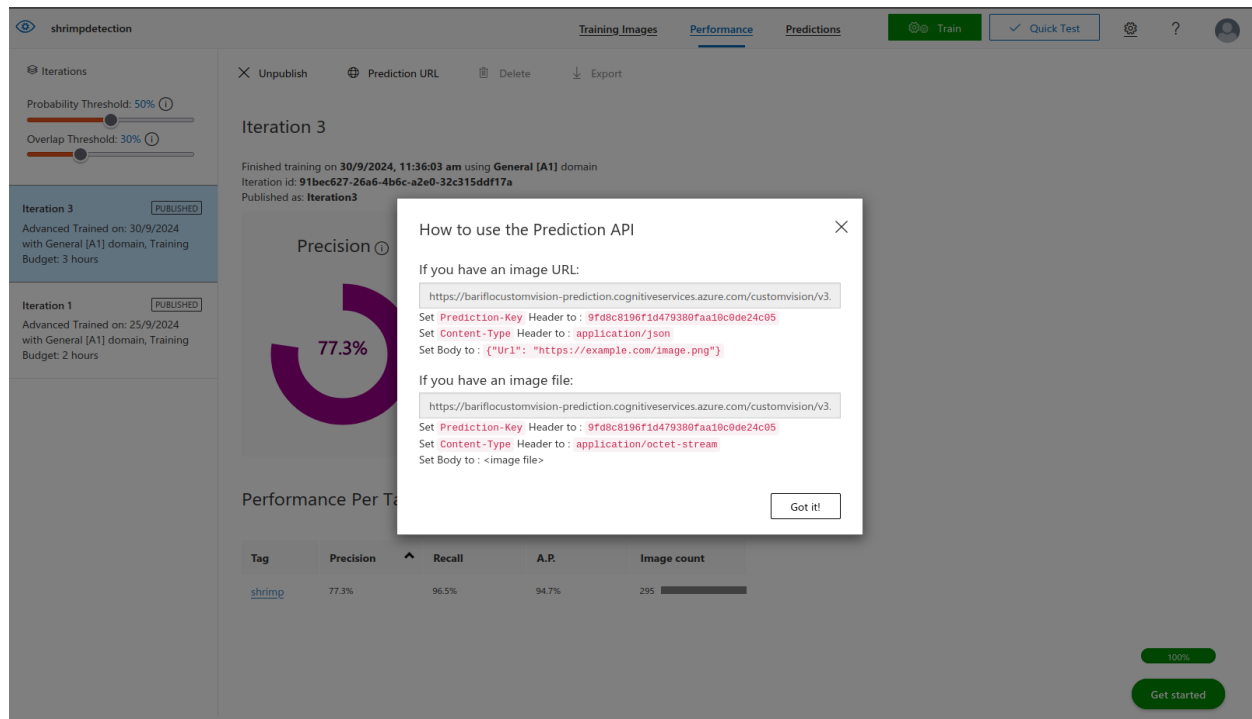 shrimpdetection
Training Images Performance Predictions Train Quick Test ?
Iterations
Probability Threshold: 50%
Overlap Threshold: 30%
Iteration 3 PUBLISHED
Advanced Trained on: 30/9/2024
with General [A1] domain, Training
Budget: 3 hours
Iteration 1 PUBLISHED
Advanced Trained on: 25/9/2024
with General [A1] domain, Training
Budget: 2 hours
Unpublish Prediction URL Delete Export
Iteration 3
Finished training on 30/9/2024, 11:36:03 am using General [A1] domain
Iteration id: 91bec627-26a6-4b6c-a2e0-32c315ddf17a
Published as: Iteration3
Precision
77.3%
How to use the Prediction API
If you have an image URL:
https://bariflocustomvision-prediction.cognitiveservices.azure.com/customvision/v3.
Set Prediction-Key Header to : 9fd8c8196f1d479380faa10c0de24c05
Set Content-Type Header to : application/json
Set Body to : {"Url": "https://example.com/image.png"}
If you have an image file:
https://bariflocustomvision-prediction.cognitiveservices.azure.com/customvision/v3.
Set Prediction-Key Header to : 9fd8c8196f1d479380faa10c0de24c05
Set Content-Type Header to : application/octet-stream
Set Body to : <image file>
Got it!
Performance Per Ta
Tag Precision Recall A.P. Image count
shrimp 77.3% 96.5% 94.7% 295
100%
Get started